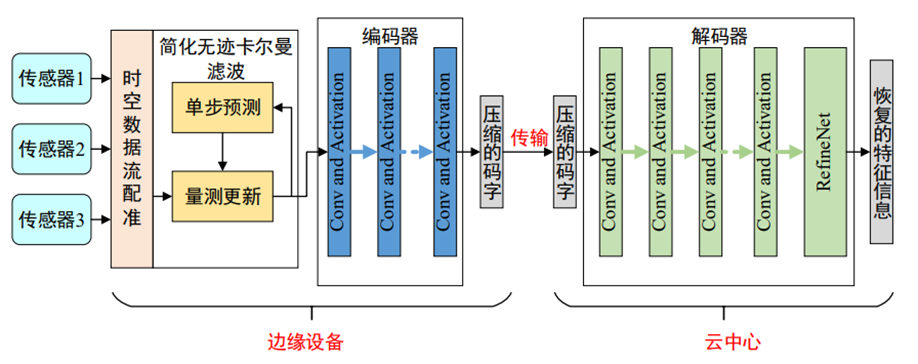 传感器1
传感器2
传感器3
时空数据流配准
简化无迹卡尔曼
滤波
单步预测
量测更新
编码器
Conv and Activation
Conv and Activation
Conv and Activation
压缩的码字
传输
压缩的码字
解码器
Conv and Activation
Conv and Activation
Conv and Activation
Conv and Activation
RefineNet
恢复的特征信息
边缘设备
云中心